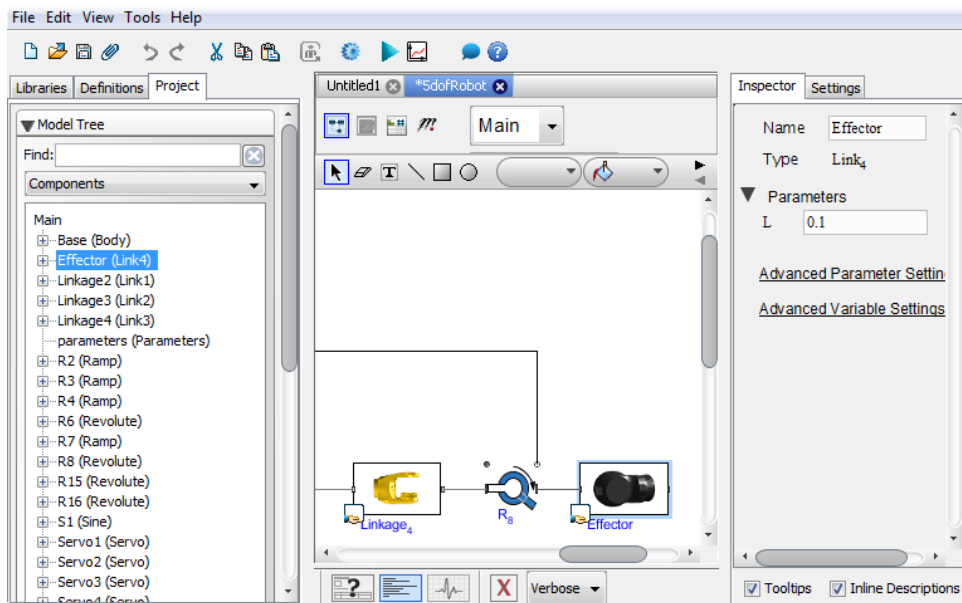 File Edit View Tools Help
Libraries Definitions Project
Model Tree
Find:
Components
Main
Base (Body)
Effector (Link4)
Linkage2 (Link1)
Linkage3 (Link2)
Linkage4 (Link3)
parameters (Parameters)
R2 (Ramp)
R3 (Ramp)
R4 (Ramp)
R6 (Revolute)
R7 (Ramp)
R8 (Revolute)
R15 (Revolute)
R16 (Revolute)
S1 (Sine)
Servo1 (Servo)
Servo2 (Servo)
Servo3 (Servo)
Servo4 (Servo)
Untitled1 *5dofRobot
Main
T
Linkage4
R8
Effector
? X Verbose
Inspector Settings
Name Effector
Type Link4
Parameters
L 0.1
Advanced Parameter Settin
Advanced Variable Settings
Tooltips Inline Descriptions